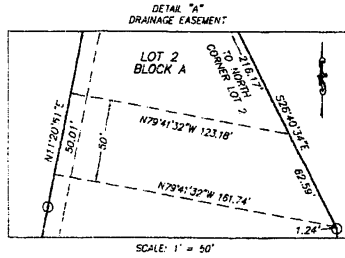 DETAIL "A"
DRAINAGE EASEMENT
LOT 2
BLOCK A
216.17'
TO NORTH
CORNER LOT 2
S26°40'34"E
N11°20'51"E
50.01'
50'
N79°41'32"W 123.18'
N79°41'32"W 161.74'
62.59'
1.24'
SCALE: 1' = 50'